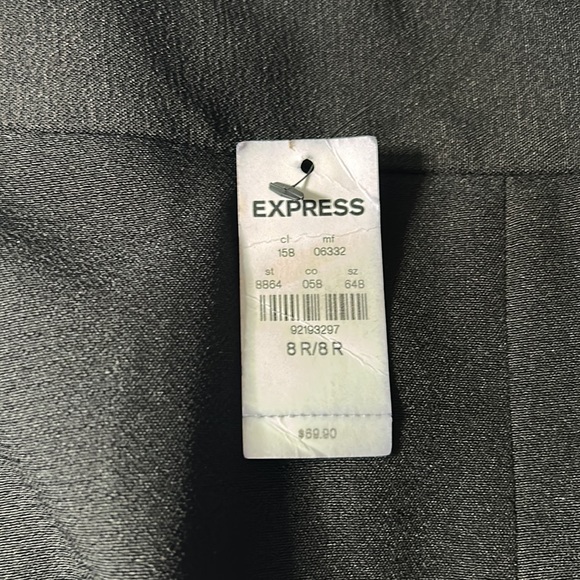 EXPRESS
cl mf
158 06332
st co sz
8864 058 648
92193297
8 R/8 R
$69.90